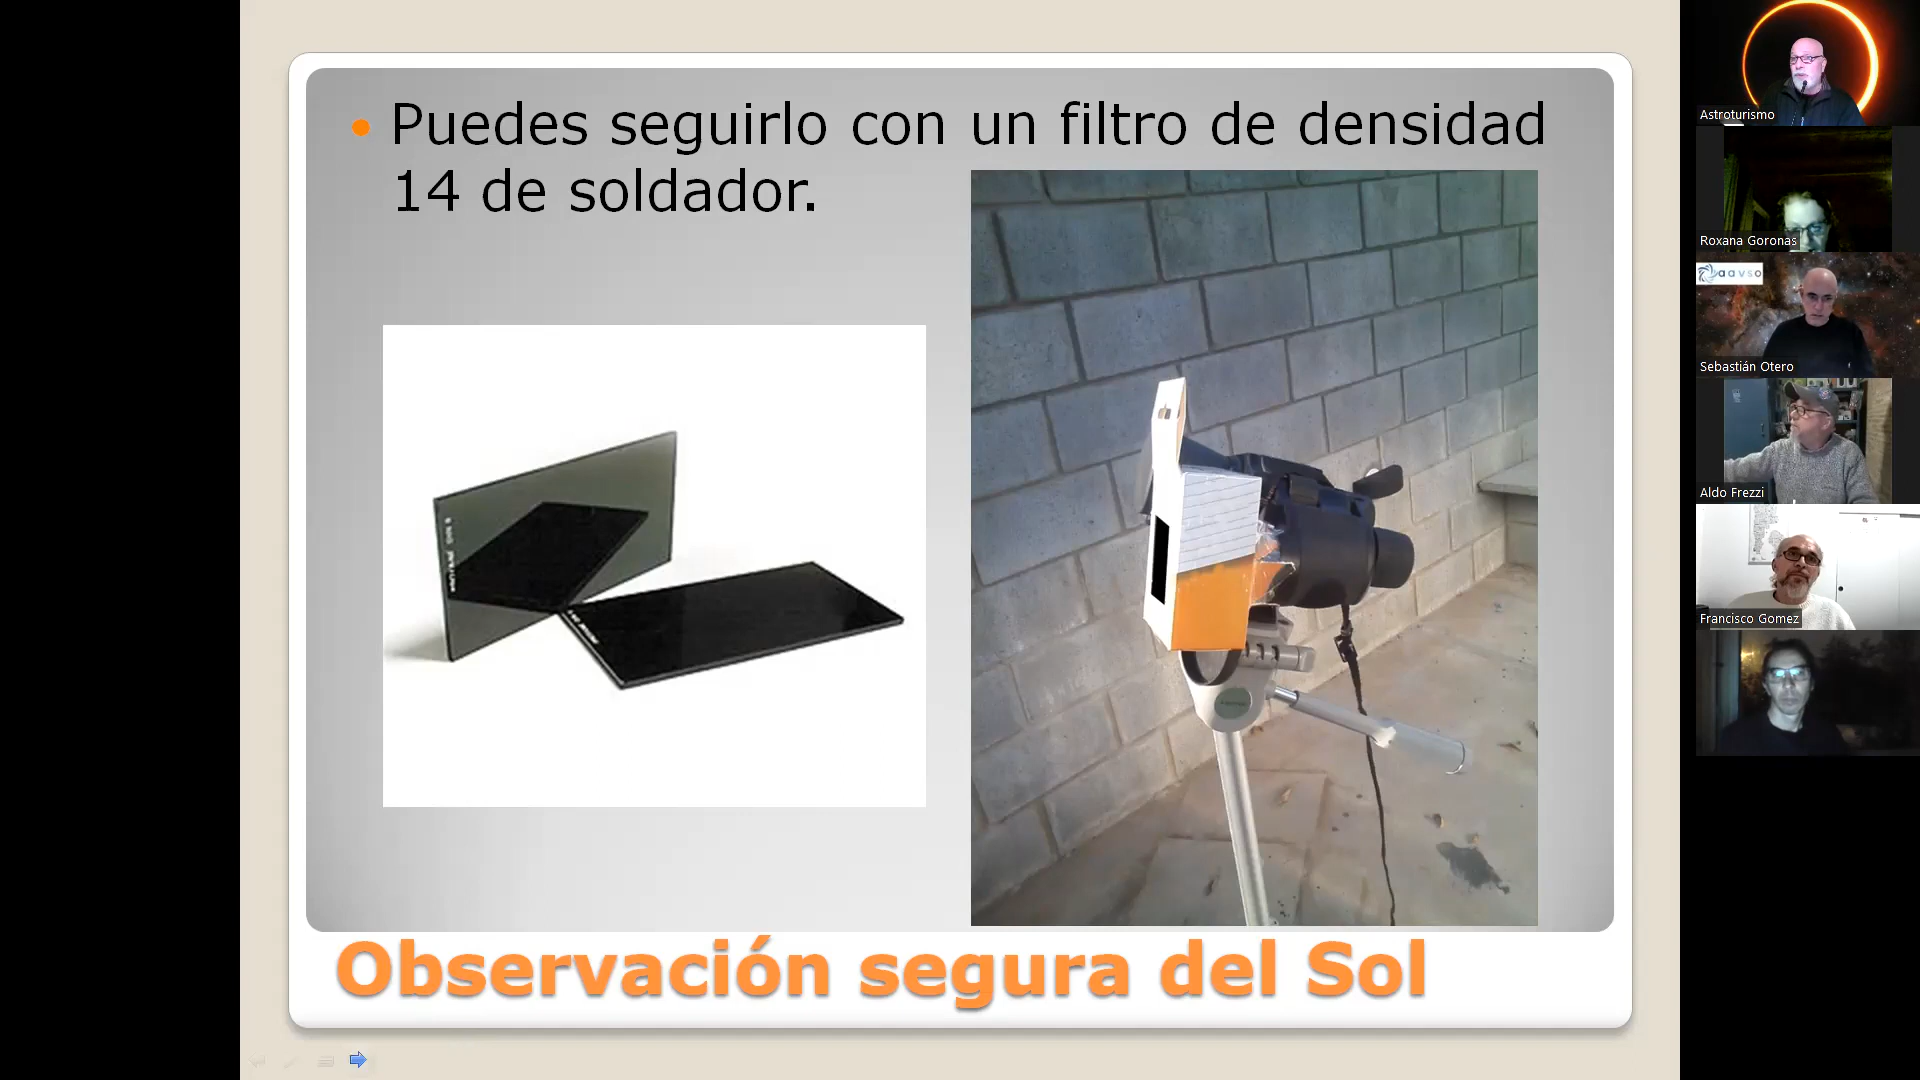 Puedes seguirlo con un filtro de densidad
14 de soldador.
Observación segura del Sol
Astroturismo
Roxana Goronas
aavso
Sebastián Otero
Aldo Frezzi
Francisco Gomez